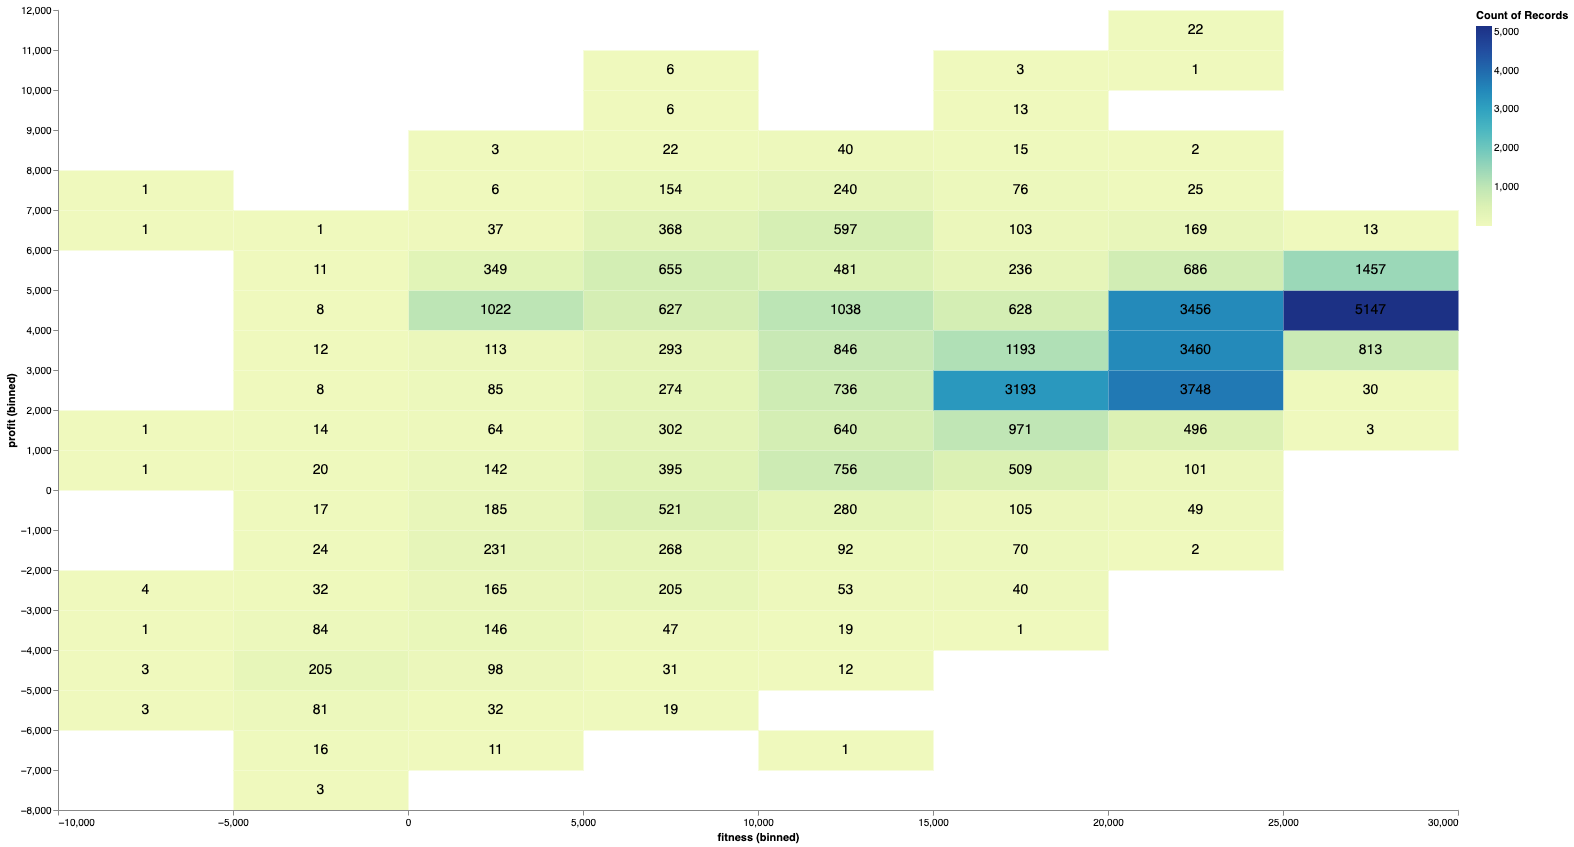 Count of Records
5,000
4,000
3,000
2,000
1,000
profit (binned)
12,000
22
11,000
6 3 1
10,000
6 13
9,000
3 22 40 15 2
8,000
1 6 154 240 76 25
7,000
1 1 37 368 597 103 169 13
6,000
11 349 655 481 236 686 1457
5,000
8 1022 627 1038 628 3456 5147
4,000
12 113 293 846 1193 3460 813
3,000
8 85 274 736 3193 3748 30
2,000
1 14 64 302 640 971 496 3
1,000
1 20 142 395 756 509 101
0
17 185 521 280 105 49
−1,000
24 231 268 92 70 2
−2,000
4 32 165 205 53 40
−3,000
1 84 146 47 19 1
−4,000
3 205 98 31 12
−5,000
3 81 32 19
−6,000
16 11 1
−7,000
3
−8,000
−10,000 −5,000 0 5,000 10,000 15,000 20,000 25,000 30,000
fitness (binned)